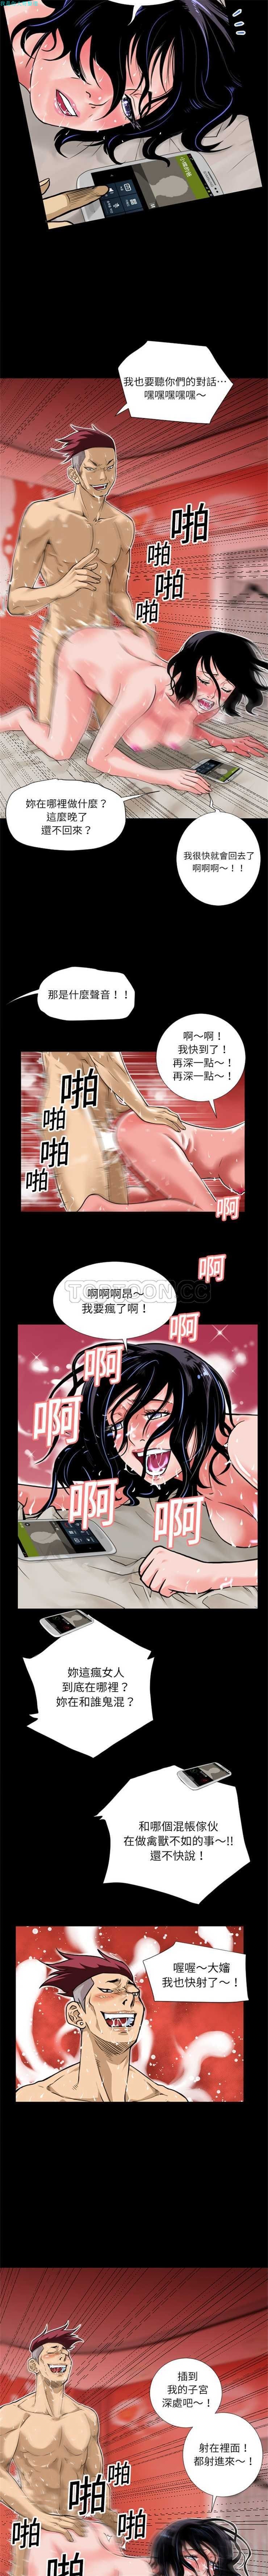 我也要聽你們的對話…
嘿嘿嘿嘿嘿～
啪
啪
啪
啪
妳在哪裡做什麼？
這麼晚了
還不回來？
我很快就會回去了
啊啊啊～！！
那是什麼聲音！！
啊～啊！
我快到了！
再深一點～！
再深一點～！
啪
啪
啪
啪
啊
啊
TOPTOON.CC
啊啊啊昂～
我要瘋了啊！
啊
啊
啊
啊
啊
妳這瘋女人
到底在哪裡？
妳在和誰鬼混？
和哪個混帳傢伙
在做禽獸不如的事～!!
還不快說！
喔喔～大嬸
我也快射了～！
插到
我的子宮
深處吧～！
射在裡面！
都射進來～！
啪
啪
啪
啪
啪